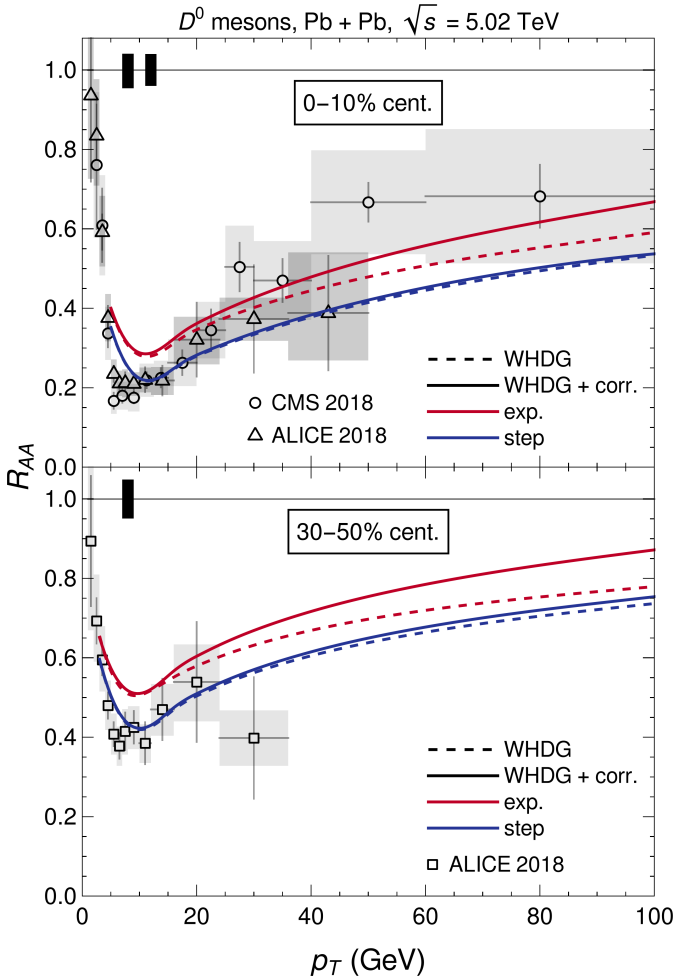 D⁰ mesons, Pb + Pb, √s = 5.02 TeV
1.0
0.8
0.6
0.4
0.2
0.0
0−10% cent.
WHDG
WHDG + corr.
exp.
step
CMS 2018
ALICE 2018
R_AA
1.0
0.8
0.6
0.4
0.2
0.0
30−50% cent.
WHDG
WHDG + corr.
exp.
step
ALICE 2018
0 20 40 60 80 100
p_T (GeV)